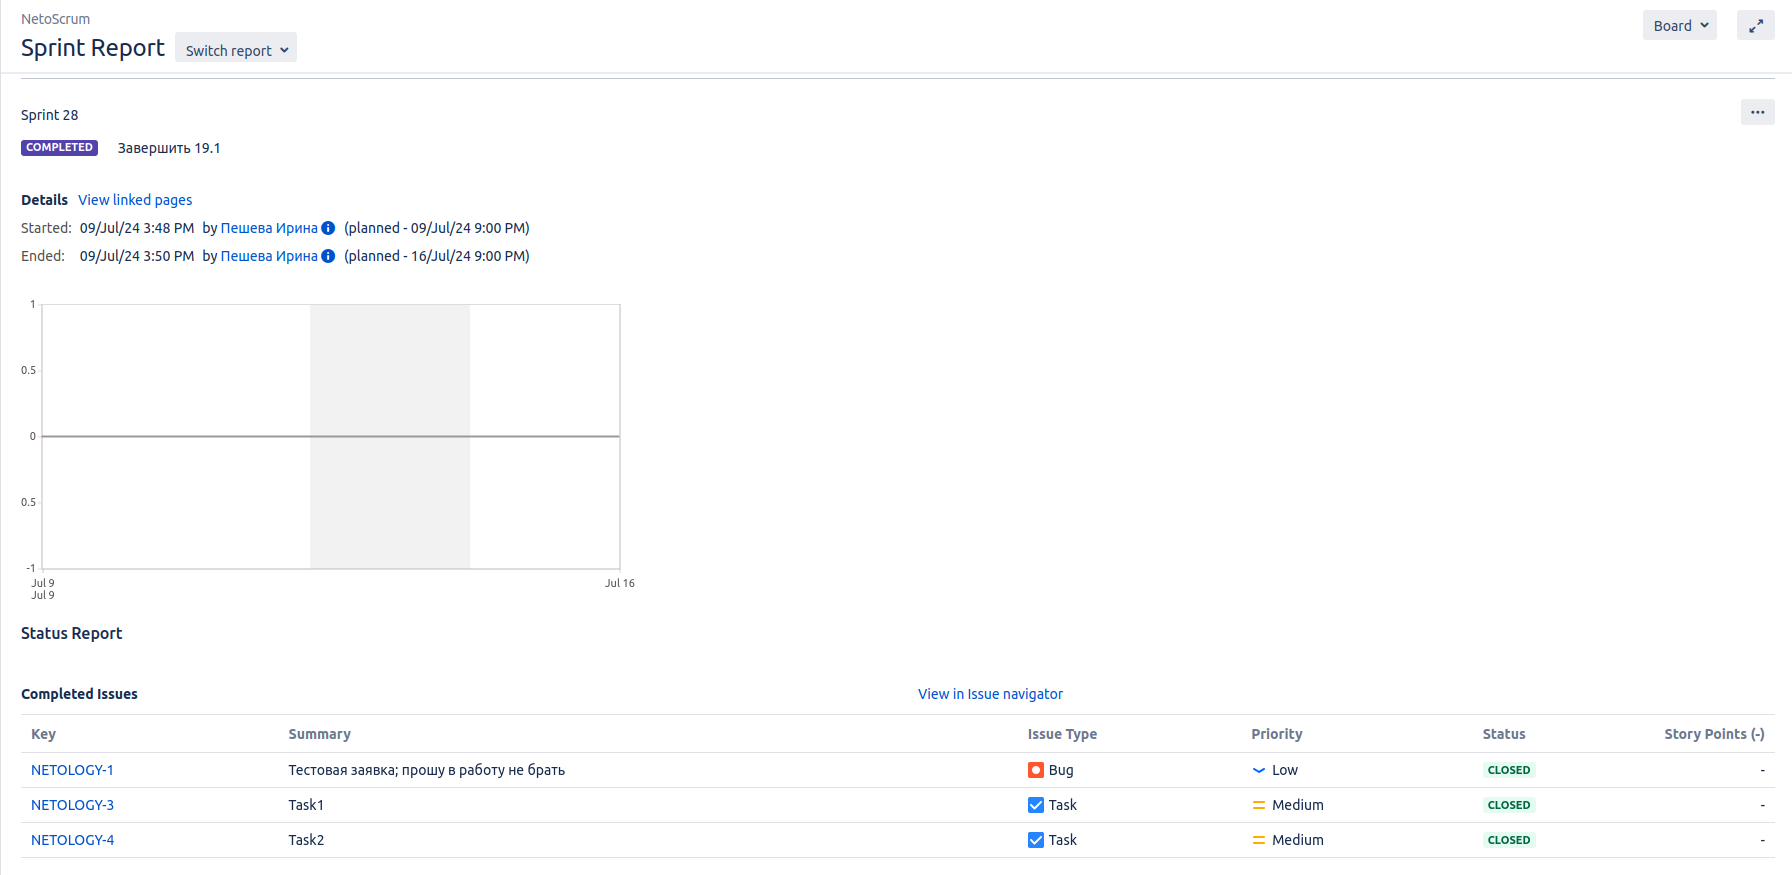 NetoScrum
Sprint Report Switch report
Board
Sprint 28
COMPLETED Завершить 19.1
Details View linked pages
Started: 09/Jul/24 3:48 PM by Пешева Ирина (planned - 09/Jul/24 9:00 PM)
Ended: 09/Jul/24 3:50 PM by Пешева Ирина (planned - 16/Jul/24 9:00 PM)
1
0.5
0
0.5
-1
Jul 9 Jul 16
Jul 9
Status Report
Completed Issues View in Issue navigator
Key Summary Issue Type Priority Status Story Points (-)
NETOLOGY-1 Тестовая заявка; прошу в работу не брать Bug Low CLOSED -
NETOLOGY-3 Task1 Task Medium CLOSED -
NETOLOGY-4 Task2 Task Medium CLOSED -